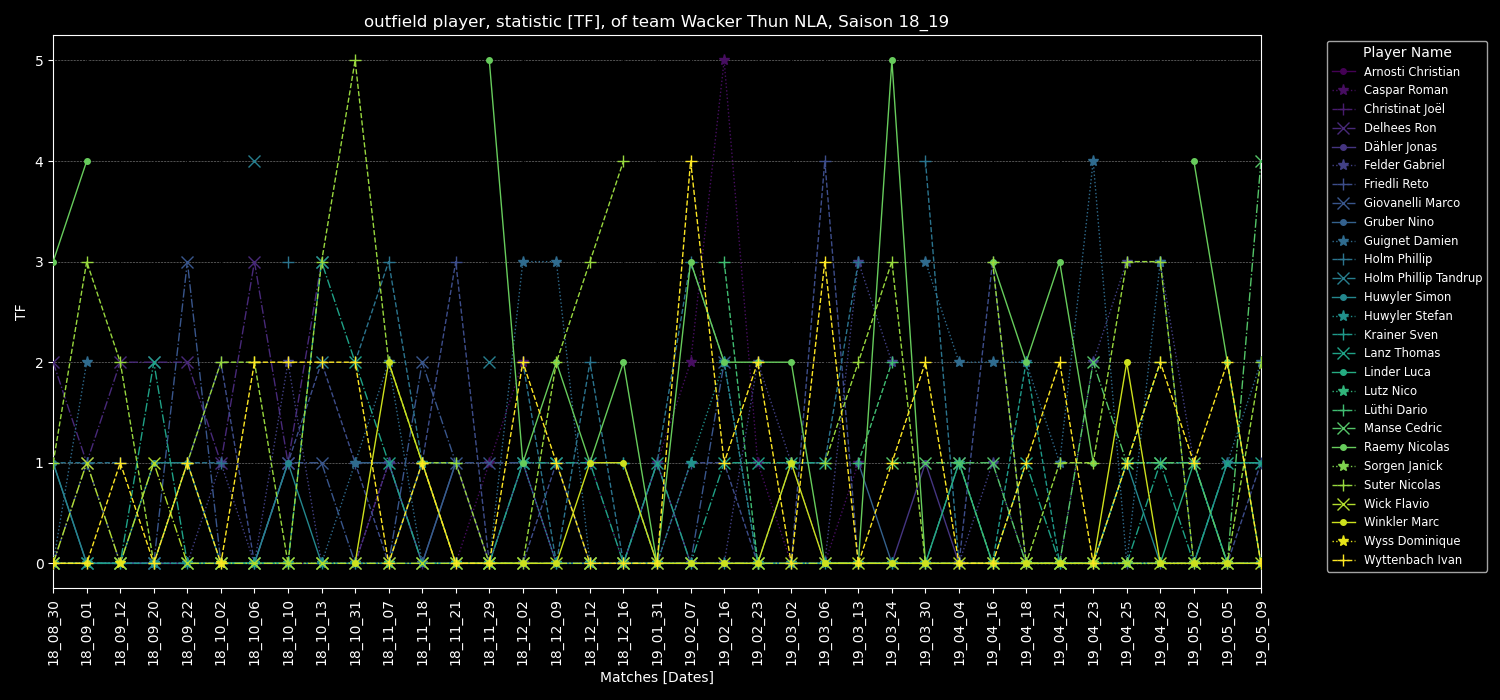 outfield player, statistic [TF], of team Wacker Thun NLA, Saison 18_19
TF
5
4
3
2
1
0
18_08_30
18_09_01
18_09_12
18_09_20
18_09_22
18_10_02
18_10_06
18_10_10
18_10_13
18_10_31
18_11_07
18_11_18
18_11_21
18_11_29
18_12_02
18_12_09
18_12_12
18_12_16
19_01_31
19_02_07
19_02_16
19_02_23
19_03_02
19_03_06
19_03_13
19_03_24
19_03_30
19_04_04
19_04_16
19_04_18
19_04_21
19_04_23
19_04_25
19_04_28
19_05_02
19_05_05
19_05_09
Matches [Dates]
Player Name
Arnosti Christian
Caspar Roman
Christinat Joël
Delhees Ron
Dähler Jonas
Felder Gabriel
Friedli Reto
Giovanelli Marco
Gruber Nino
Guignet Damien
Holm Phillip
Holm Phillip Tandrup
Huwyler Simon
Huwyler Stefan
Krainer Sven
Lanz Thomas
Linder Luca
Lutz Nico
Lüthi Dario
Manse Cedric
Raemy Nicolas
Sorgen Janick
Suter Nicolas
Wick Flavio
Winkler Marc
Wyss Dominique
Wyttenbach Ivan